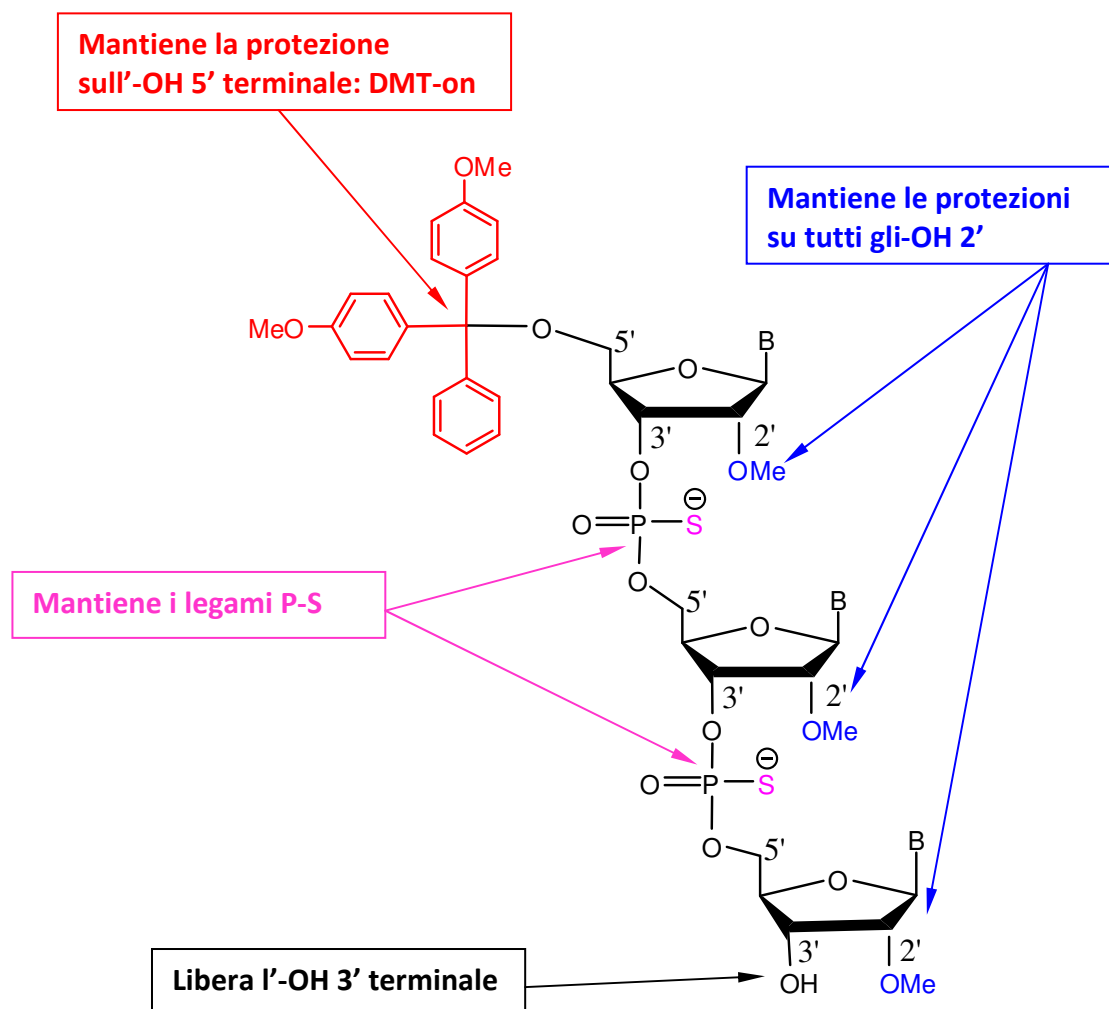 Mantiene la protezione
sull’-OH 5’ terminale: DMT-on
OMe
Mantiene le protezioni
su tutti gli-OH 2’
MeO
O
5'
O
B
3'
2'
O
OMe
O
P
S
⊖
O
Mantiene i legami P-S
5'
O
B
3'
2'
O
OMe
O
P
S
⊖
O
5'
O
B
3'
2'
Libera l’-OH 3’ terminale
OH
OMe